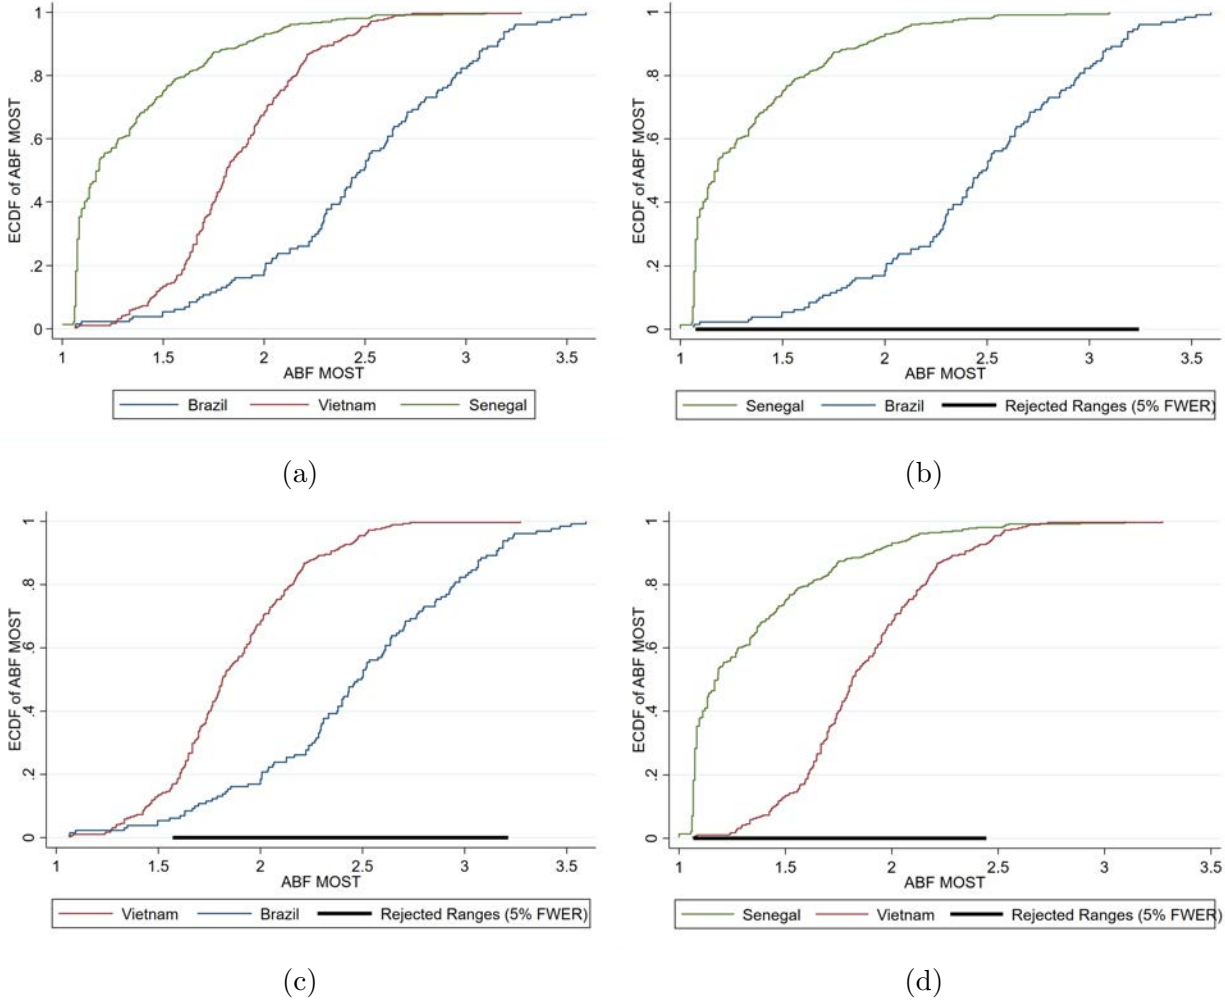 ECDF of ABF MOST
1
.8
.6
.4
.2
0
1 1.5 2 2.5 3 3.5
ABF MOST
Brazil Vietnam Senegal
(a)
ECDF of ABF MOST
1
.8
.6
.4
.2
0
1 1.5 2 2.5 3 3.5
ABF MOST
Senegal Brazil Rejected Ranges (5% FWER)
(b)
ECDF of ABF MOST
1
.8
.6
.4
.2
0
1 1.5 2 2.5 3 3.5
ABF MOST
Vietnam Brazil Rejected Ranges (5% FWER)
(c)
ECDF of ABF MOST
1
.8
.6
.4
.2
0
1 1.5 2 2.5 3 3.5
ABF MOST
Senegal Vietnam Rejected Ranges (5% FWER)
(d)